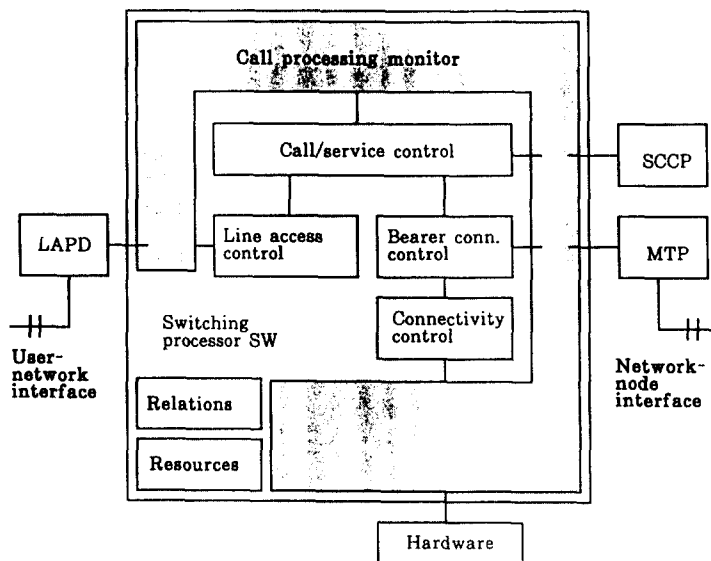 Call processing monitor
Call/service control
SCCP
LAPD
Line access
control
Bearer conn.
control
MTP
Switching
processor SW
Connectivity
control
User-
network
interface
Network-
node
interface
Relations
Resources
Hardware